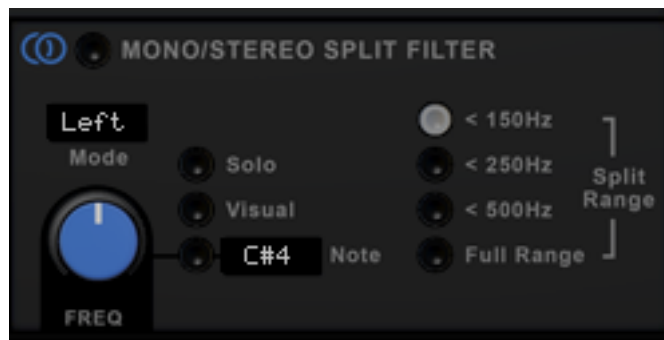 MONO/STEREO SPLIT FILTER
Left
Mode
Solo
Visual
C#4 Note
FREQ
< 150Hz
< 250Hz
< 500Hz
Full Range
Split
Range